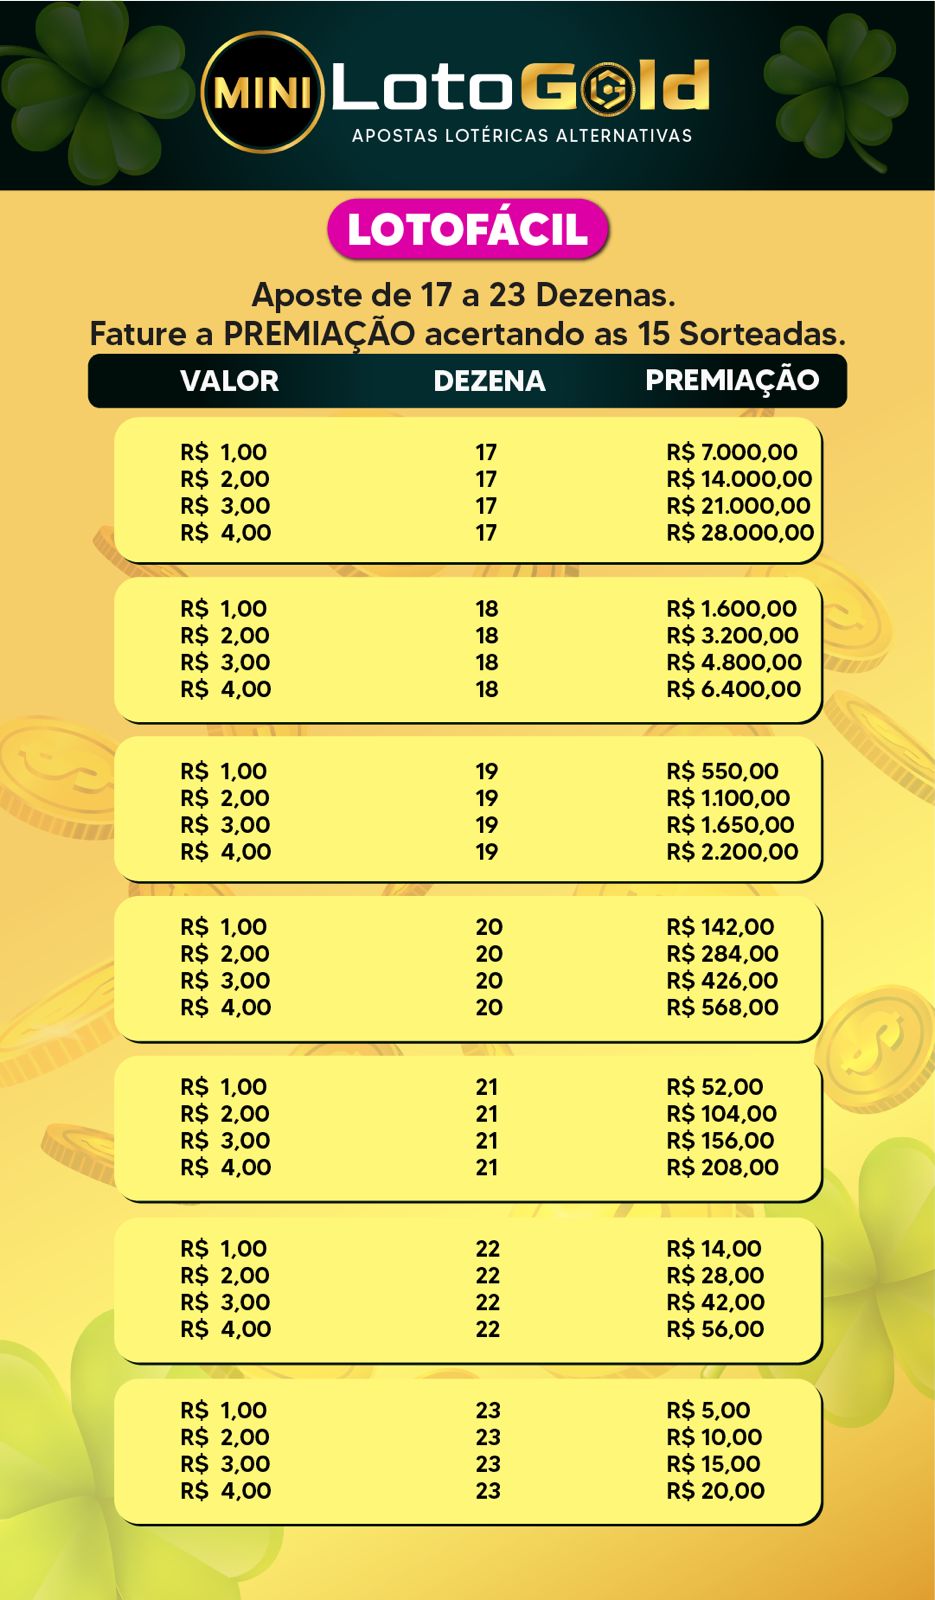 MINI LotoGold
APOSTAS LOTÉRICAS ALTERNATIVAS
LOTOFÁCIL
Aposte de 17 a 23 Dezenas.
Fature a PREMIAÇÃO acertando as 15 Sorteadas.
VALOR DEZENA PREMIAÇÃO
R$ 1,00 17 R$ 7.000,00
R$ 2,00 17 R$ 14.000,00
R$ 3,00 17 R$ 21.000,00
R$ 4,00 17 R$ 28.000,00
R$ 1,00 18 R$ 1.600,00
R$ 2,00 18 R$ 3.200,00
R$ 3,00 18 R$ 4.800,00
R$ 4,00 18 R$ 6.400,00
R$ 1,00 19 R$ 550,00
R$ 2,00 19 R$ 1.100,00
R$ 3,00 19 R$ 1.650,00
R$ 4,00 19 R$ 2.200,00
R$ 1,00 20 R$ 142,00
R$ 2,00 20 R$ 284,00
R$ 3,00 20 R$ 426,00
R$ 4,00 20 R$ 568,00
R$ 1,00 21 R$ 52,00
R$ 2,00 21 R$ 104,00
R$ 3,00 21 R$ 156,00
R$ 4,00 21 R$ 208,00
R$ 1,00 22 R$ 14,00
R$ 2,00 22 R$ 28,00
R$ 3,00 22 R$ 42,00
R$ 4,00 22 R$ 56,00
R$ 1,00 23 R$ 5,00
R$ 2,00 23 R$ 10,00
R$ 3,00 23 R$ 15,00
R$ 4,00 23 R$ 20,00